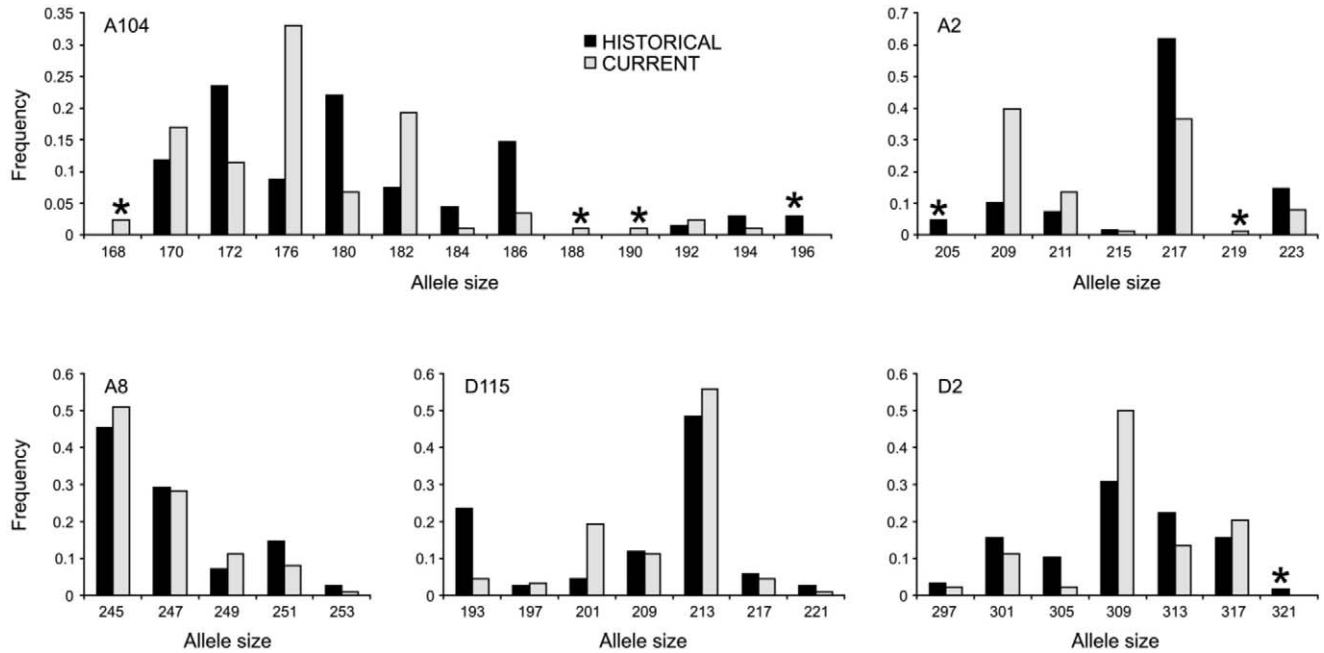 A104
HISTORICAL
CURRENT
Frequency
0.35
0.3
0.25
0.2
0.15
0.1
0.05
0
* * * *
168 170 172 176 180 182 184 186 188 190 192 194 196
Allele size
A2
0.7
0.6
0.5
0.4
0.3
0.2
0.1
0
* *
205 209 211 215 217 219 223
Allele size
A8
Frequency
0.6
0.5
0.4
0.3
0.2
0.1
0
245 247 249 251 253
Allele size
D115
0.6
0.5
0.4
0.3
0.2
0.1
0
193 197 201 209 213 217 221
Allele size
D2
0.6
0.5
0.4
0.3
0.2
0.1
0
*
297 301 305 309 313 317 321
Allele size